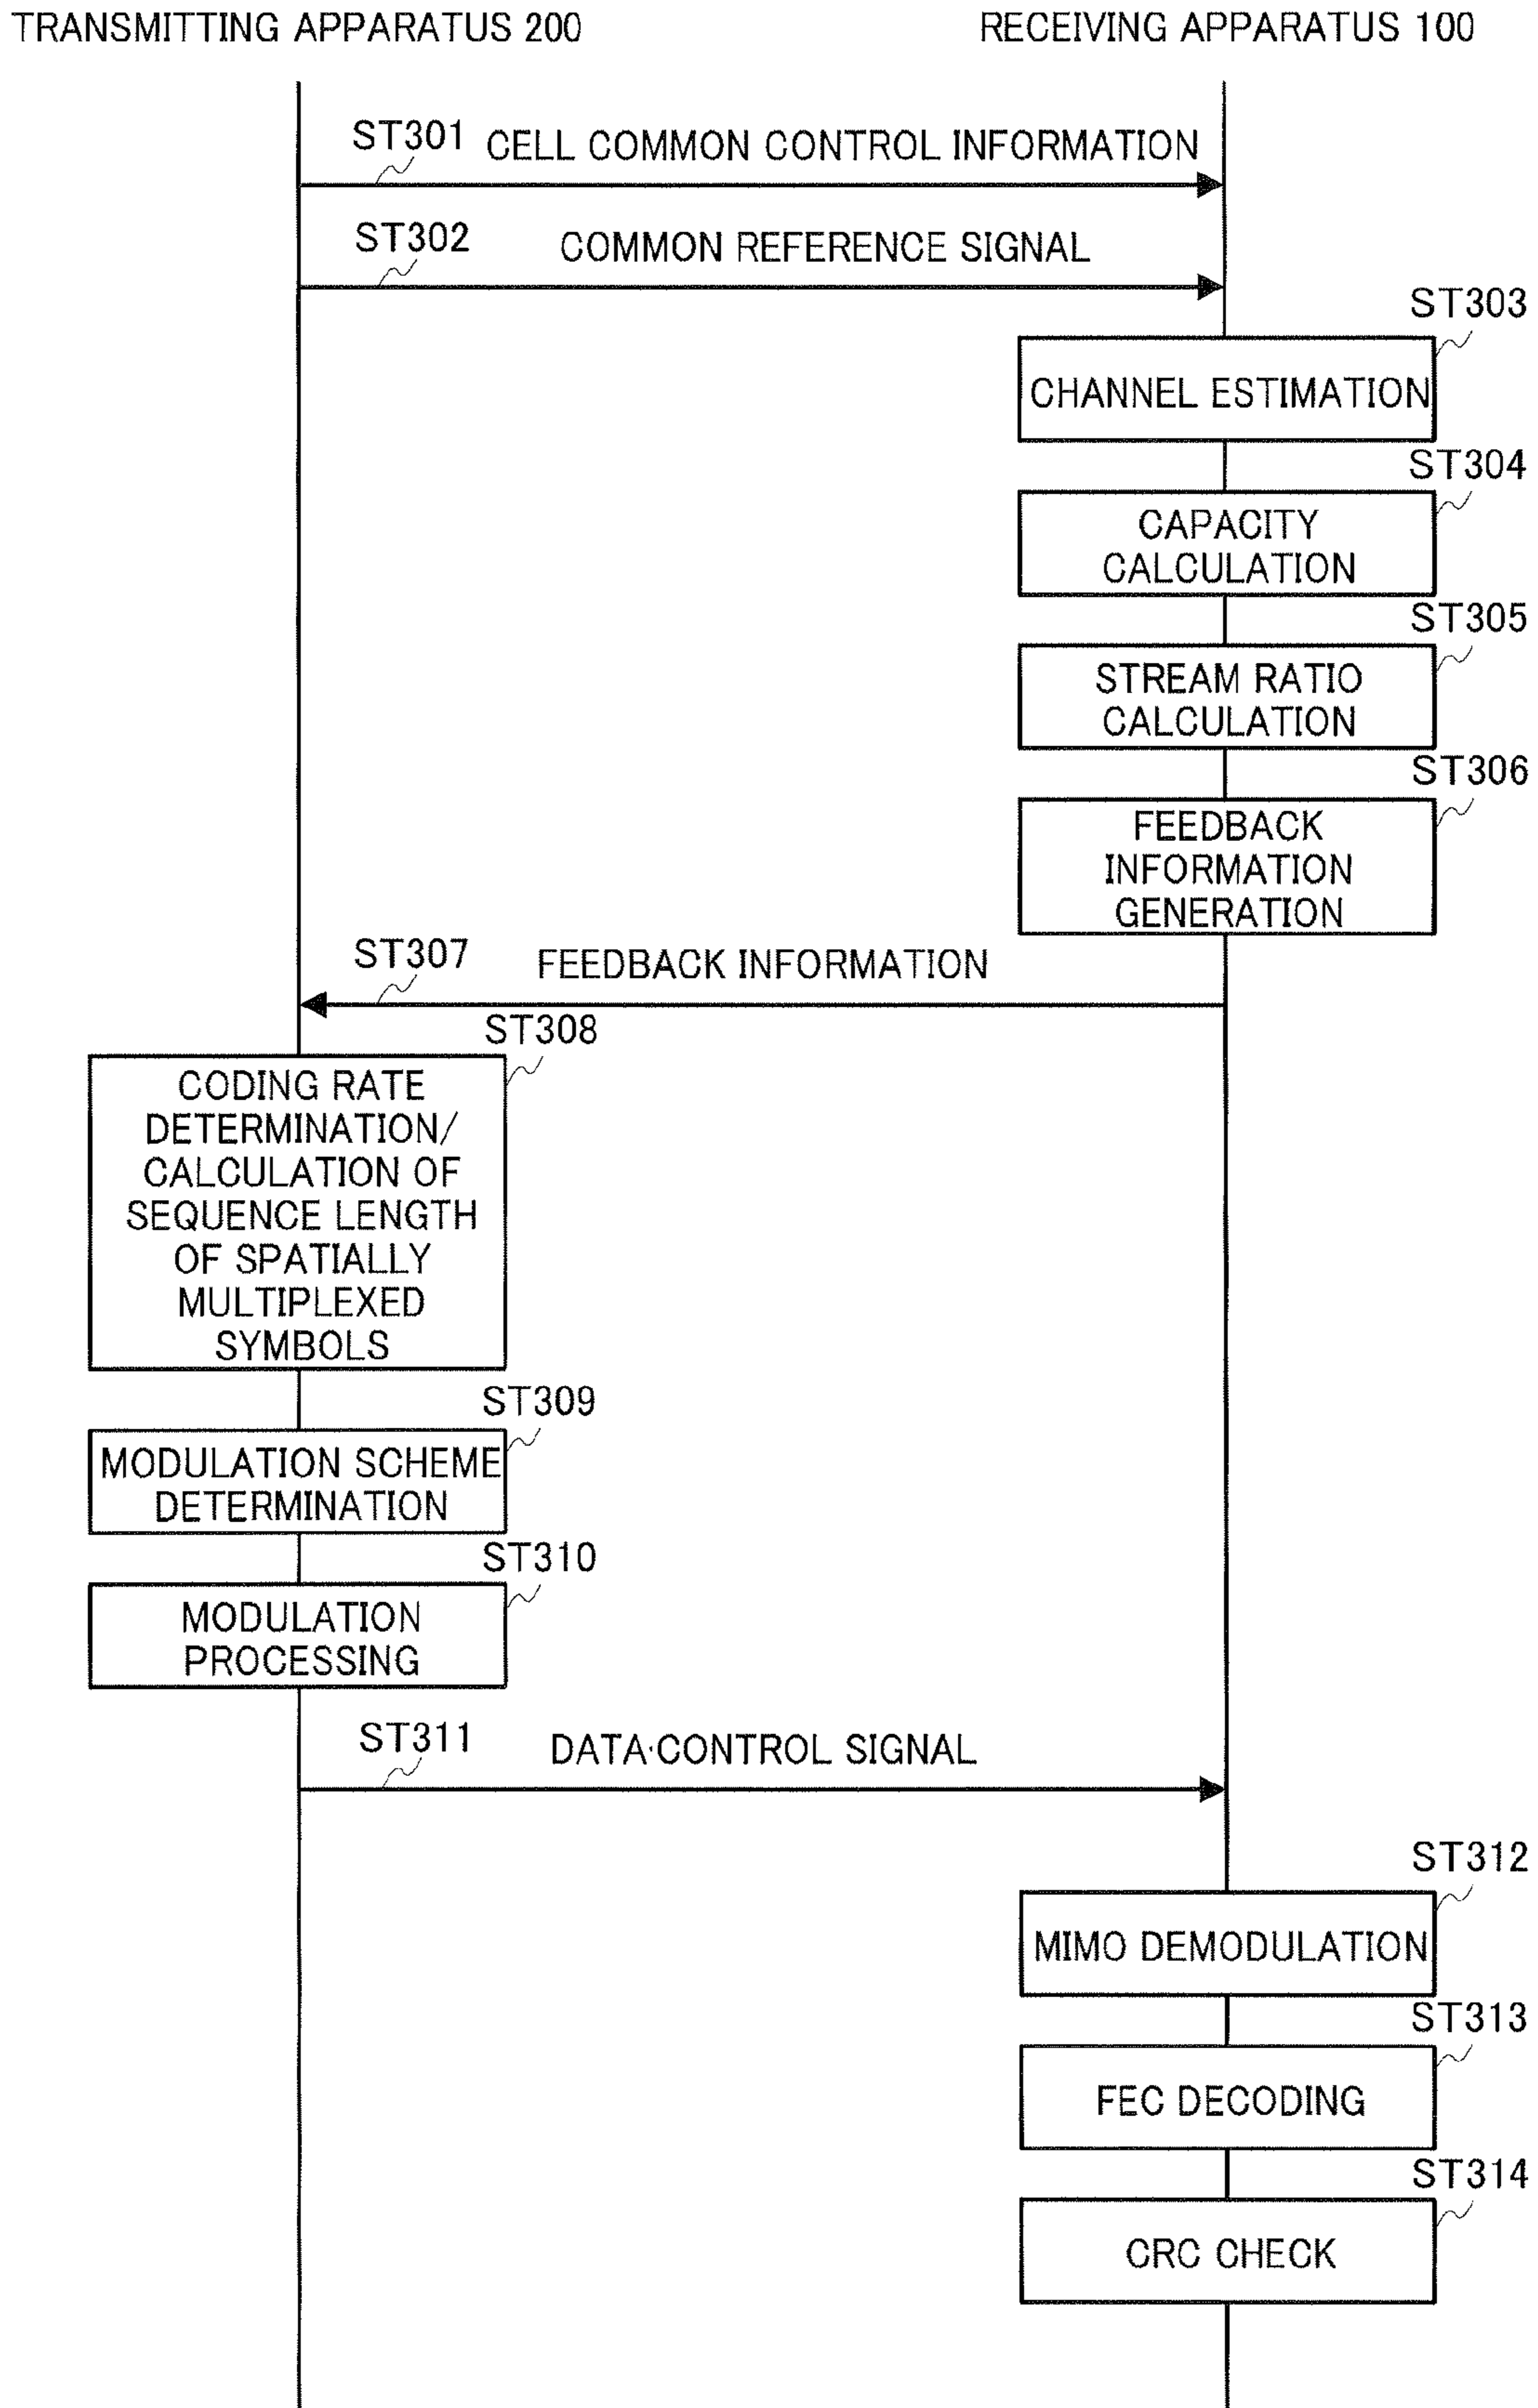 TRANSMITTING APPARATUS 200
RECEIVING APPARATUS 100
ST301
CELL COMMON CONTROL INFORMATION
ST302
COMMON REFERENCE SIGNAL
ST303
CHANNEL ESTIMATION
ST304
CAPACITY
CALCULATION
ST305
STREAM RATIO
CALCULATION
ST306
FEEDBACK
INFORMATION
GENERATION
ST307
FEEDBACK INFORMATION
ST308
CODING RATE
DETERMINATION/
CALCULATION OF
SEQUENCE LENGTH
OF SPATIALLY
MULTIPLEXED
SYMBOLS
ST309
MODULATION SCHEME
DETERMINATION
ST310
MODULATION
PROCESSING
ST311
DATA·CONTROL SIGNAL
ST312
MIMO DEMODULATION
ST313
FEC DECODING
ST314
CRC CHECK